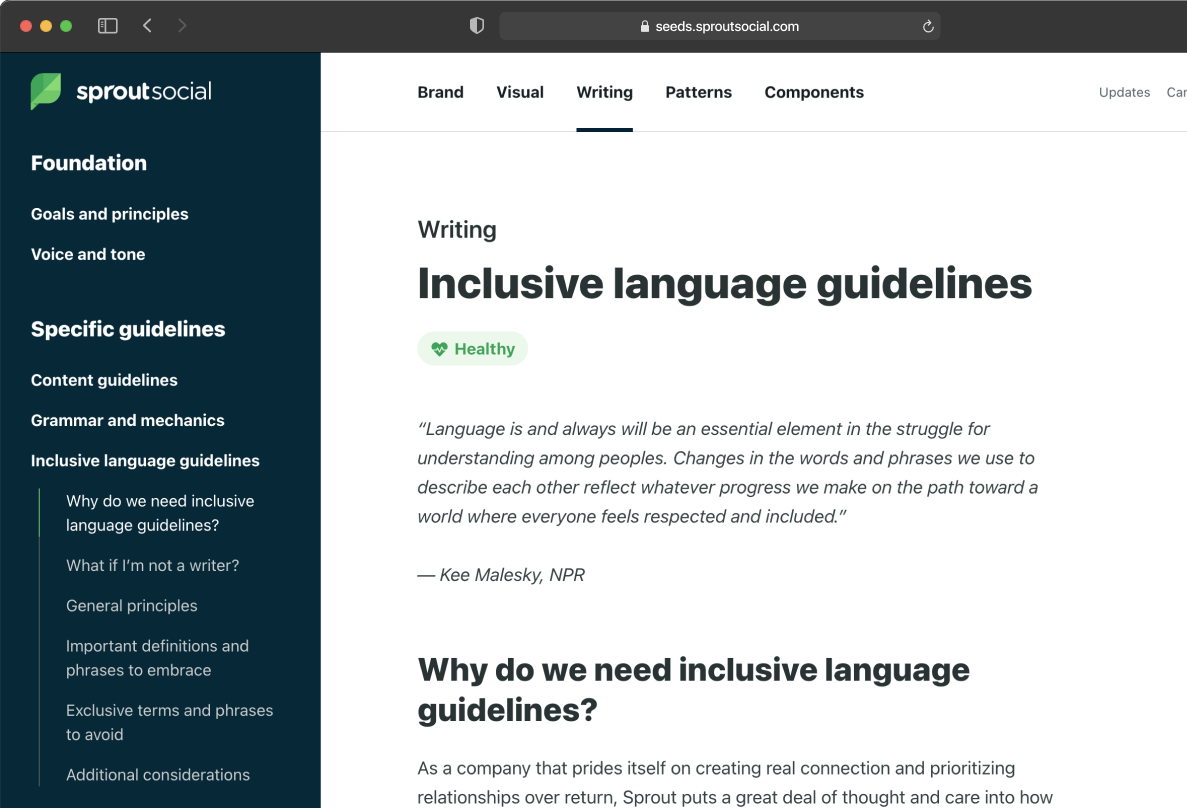 seeds.sproutsocial.com
sproutsocial
Brand Visual Writing Patterns Components
Updates
Foundation
Goals and principles
Voice and tone
Specific guidelines
Content guidelines
Grammar and mechanics
Inclusive language guidelines
Why do we need inclusive
language guidelines?
What if I’m not a writer?
General principles
Important definitions and
phrases to embrace
Exclusive terms and phrases
to avoid
Additional considerations
Writing
Inclusive language guidelines
Healthy
“Language is and always will be an essential element in the struggle for
understanding among peoples. Changes in the words and phrases we use to
describe each other reflect whatever progress we make on the path toward a
world where everyone feels respected and included.”
— Kee Malesky, NPR
Why do we need inclusive language
guidelines?
As a company that prides itself on creating real connection and prioritizing
relationships over return, Sprout puts a great deal of thought and care into how